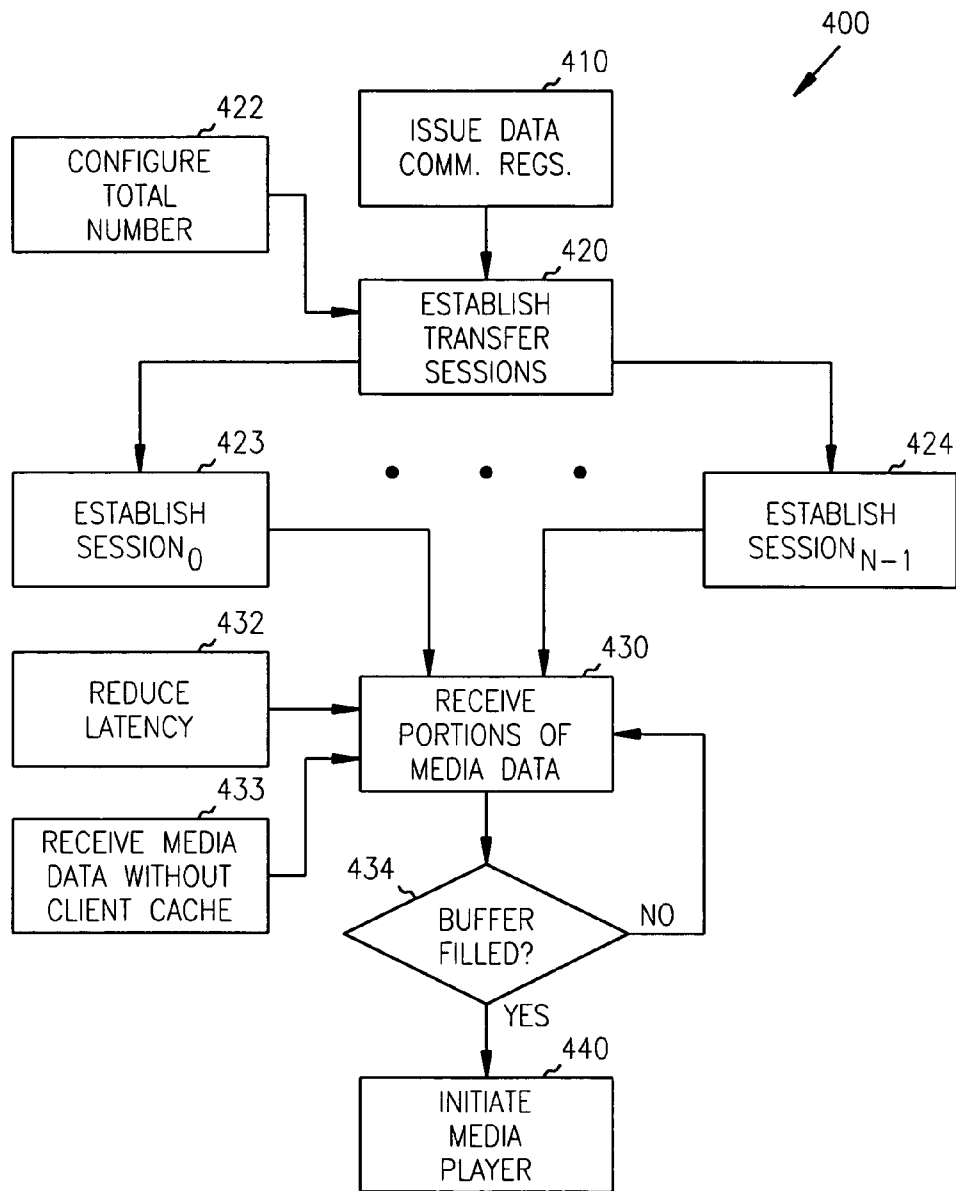 400
410
ISSUE DATA
COMM. REGS.
422
CONFIGURE
TOTAL
NUMBER
420
ESTABLISH
TRANSFER
SESSIONS
423
ESTABLISH
SESSION0
424
ESTABLISH
SESSIONN-1
432
REDUCE
LATENCY
430
RECEIVE
PORTIONS OF
MEDIA DATA
433
RECEIVE MEDIA
DATA WITHOUT
CLIENT CACHE
434
BUFFER
FILLED?
NO
YES
440
INITIATE
MEDIA
PLAYER